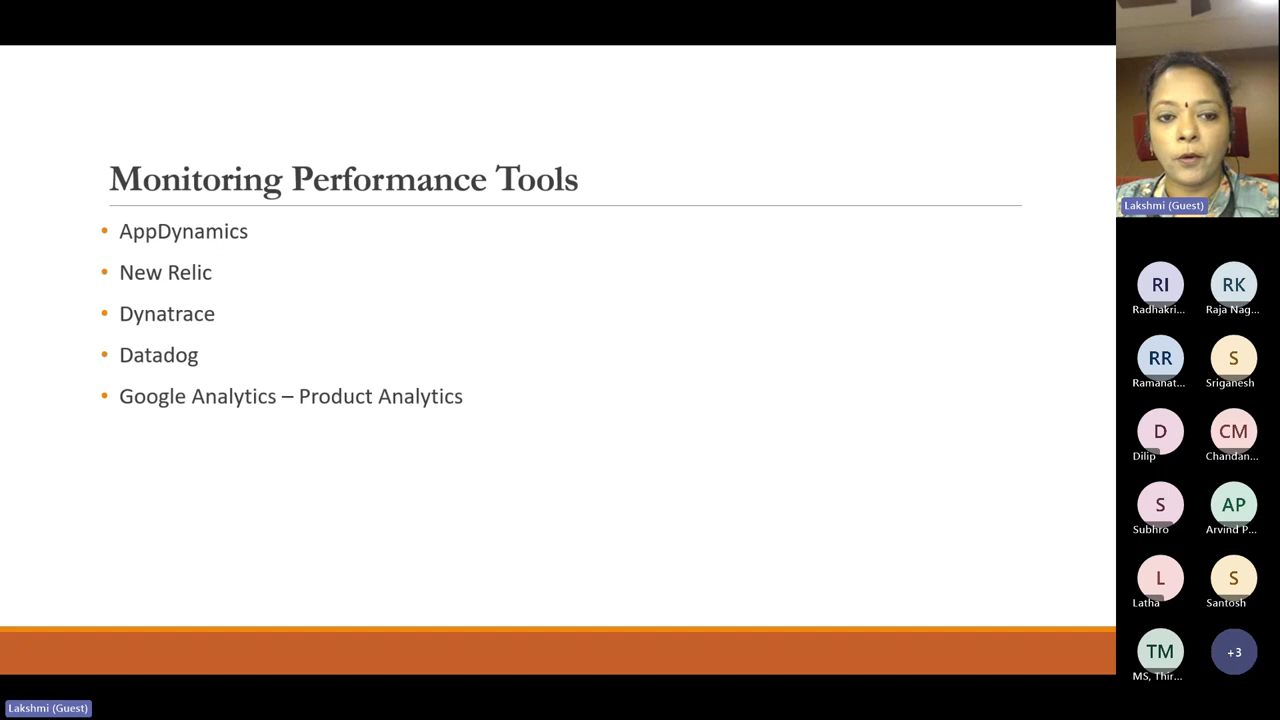 Monitoring Performance Tools
• AppDynamics
• New Relic
• Dynatrace
• Datadog
• Google Analytics – Product Analytics
Lakshmi (Guest)
RI RK
Radhakri... Raja Nag...
RR S
Ramanat... Sriganesh
D CM
Dilip Chandan...
S AP
Subhro Arvind P...
L S
Latha Santosh
TM +3
MS, Thir...
Lakshmi (Guest)